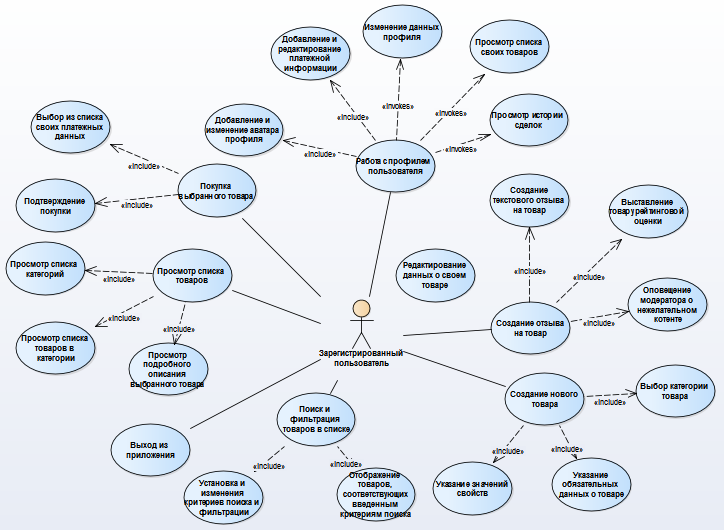 Добавление и
редактирование
платежной
информации
Изменение данных
профиля
Просмотр списка
своих товаров
Просмотр истории
сделок
Добавление и
изменение аватара
профиля
Работа с профилем
пользователя
«include»
«invokes»
«invokes»
«invokes»
«include»
Выбор из списка
своих платежных
данных
«include»
Подтверждение
покупки
«include»
Покупка
выбранного товара
Просмотр списка
категорий
«include»
Просмотр списка
товаров
Просмотр списка
товаров в
категории
«include»
«include»
Просмотр
подробного
описания
выбранного товара
Создание
текстового отзыва
на товар
Выставление
товару рейтинговой
оценки
Редактирование
данных о своем
товаре
«include»
«include»
Оповещение
модератора о
нежелательном
котенте
Создание отзыва
на товар
«include»
Зарегистрированный
пользователь
Создание нового
товара
«include»
Выбор категории
товара
Поиск и
фильтрация
товаров в списке
Выход из
приложения
«include»
«include»
«include»
«include»
Установка и
изменения
критериев поиска и
фильтрации
Отображение
товаров,
соответствующих
введенным
критериям поиска
Указание значений
свойств
Указание
обязательных
данных о товаре